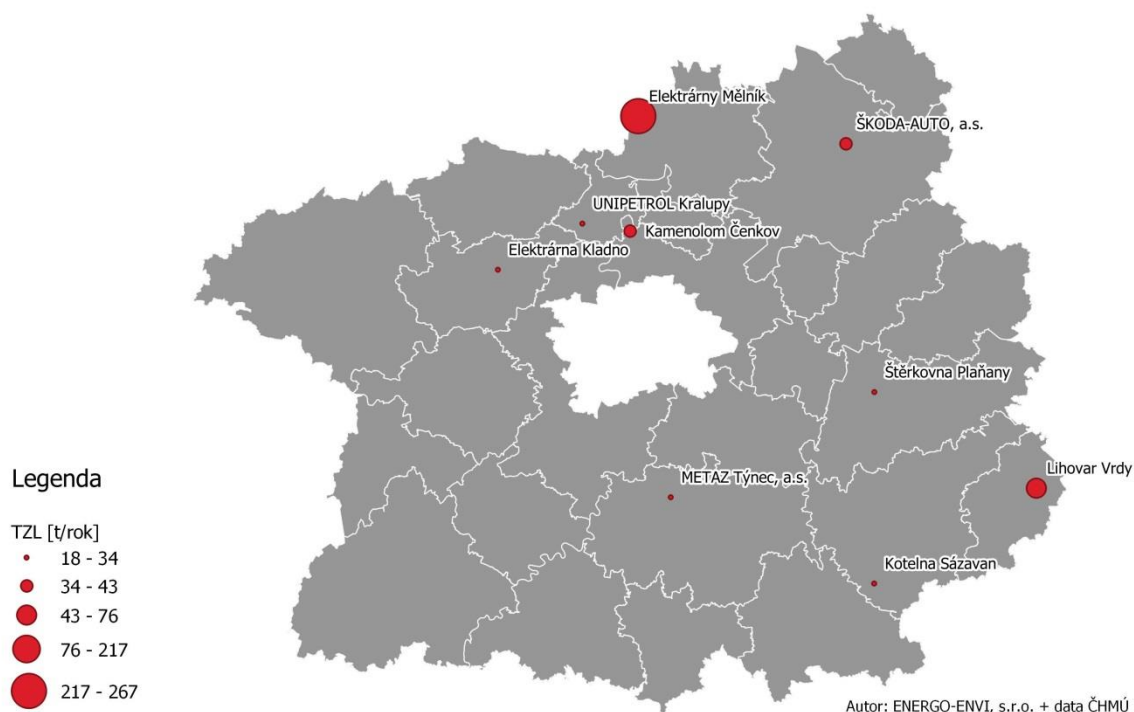 Elektrárny Mělník
ŠKODA-AUTO, a.s.
UNIPETROL Kralupy
Kamenolom Čenkov
Elektrárna Kladno
Štěrkovna Plaňany
Lihovar Vrdy
METAZ Týnec, a.s.
Kotelna Sázavan
Legenda
TZL [t/rok]
18 - 34
34 - 43
43 - 76
76 - 217
217 - 267
Autor: ENERGO-ENVI, s.r.o. + data ČHMÚ